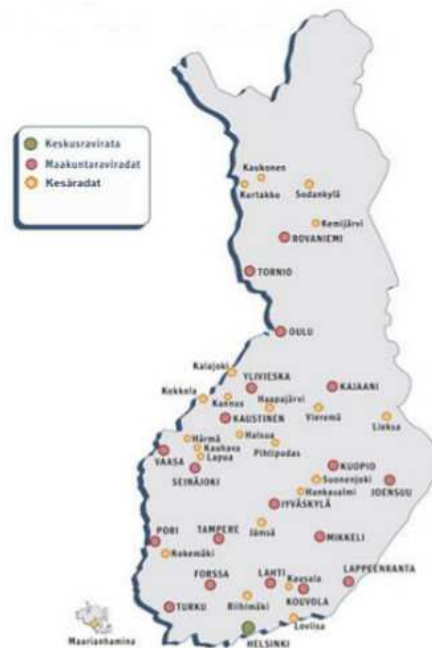 Keskusravirata
Maakuntaraviradat
Kesäradat
Kaukonen
Kurtakko
Sodankylä
Kemijärvi
ROVANIEMI
TORNIO
OULU
Kalajoki
YLIVIESKA
KAJAANI
Kokkola
Kannus
Haapajärvi
Vieremä
KAUSTINEN
Lieksa
Härmä
Halsua
Kauhava
Pihtipudas
VAASA
Lapua
SEINÄJOKI
KUOPIO
Suonenjoki
JOENSUU
Hankasalmi
JYVÄSKYLÄ
Jämsä
PORI
TAMPERE
MIKKELI
Kokemäki
LAPPEENRANTA
FORSSA
LAHTI
Kausala
Riihimäki
KOUVOLA
TURKU
Loviisa
Maarianhamina
HELSINKI